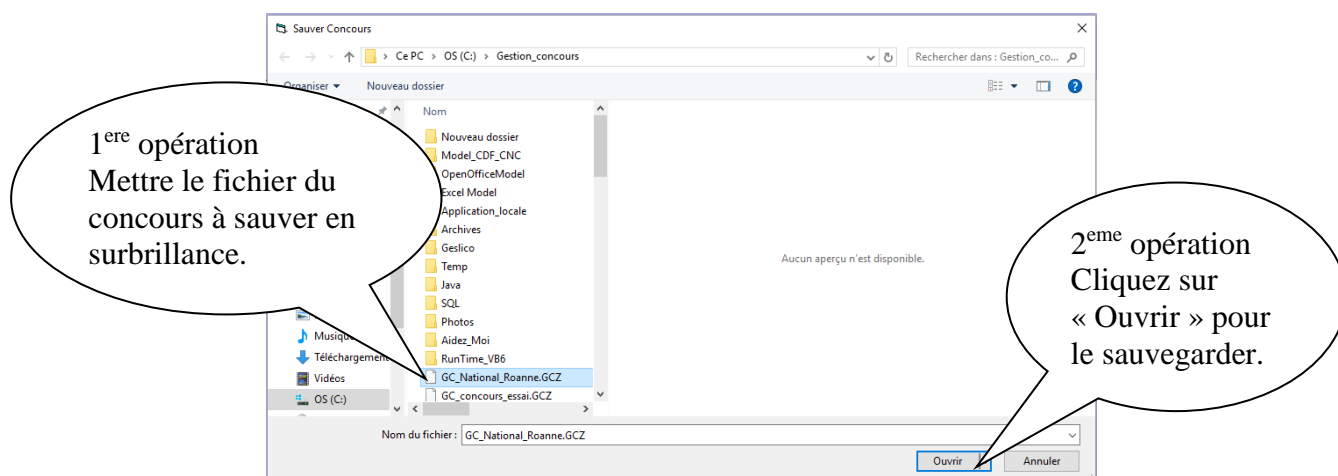 Sauver Concours
Ce PC > OS (C:) > Gestion_concours
Rechercher dans : Gestion_co...
Organiser
Nouveau dossier
Nom
Nouveau dossier
Model_CDF_CNC
OpenOfficeModel
Excel Model
Application_locale
Archives
Geslico
Temp
Java
SQL
Photos
Aidez_Moi
RunTime_VB6
GC_National_Roanne.GCZ
GC_concours_essai.GCZ
Téléchargement
Vidéos
OS (C:)
Aucun aperçu n'est disponible.
1ere opération
Mettre le fichier du
concours à sauver en
surbrillance.
2eme opération
Cliquez sur
« Ouvrir » pour
le sauvegarder.
Nom du fichier : GC_National_Roanne.GCZ
Ouvrir
Annuler